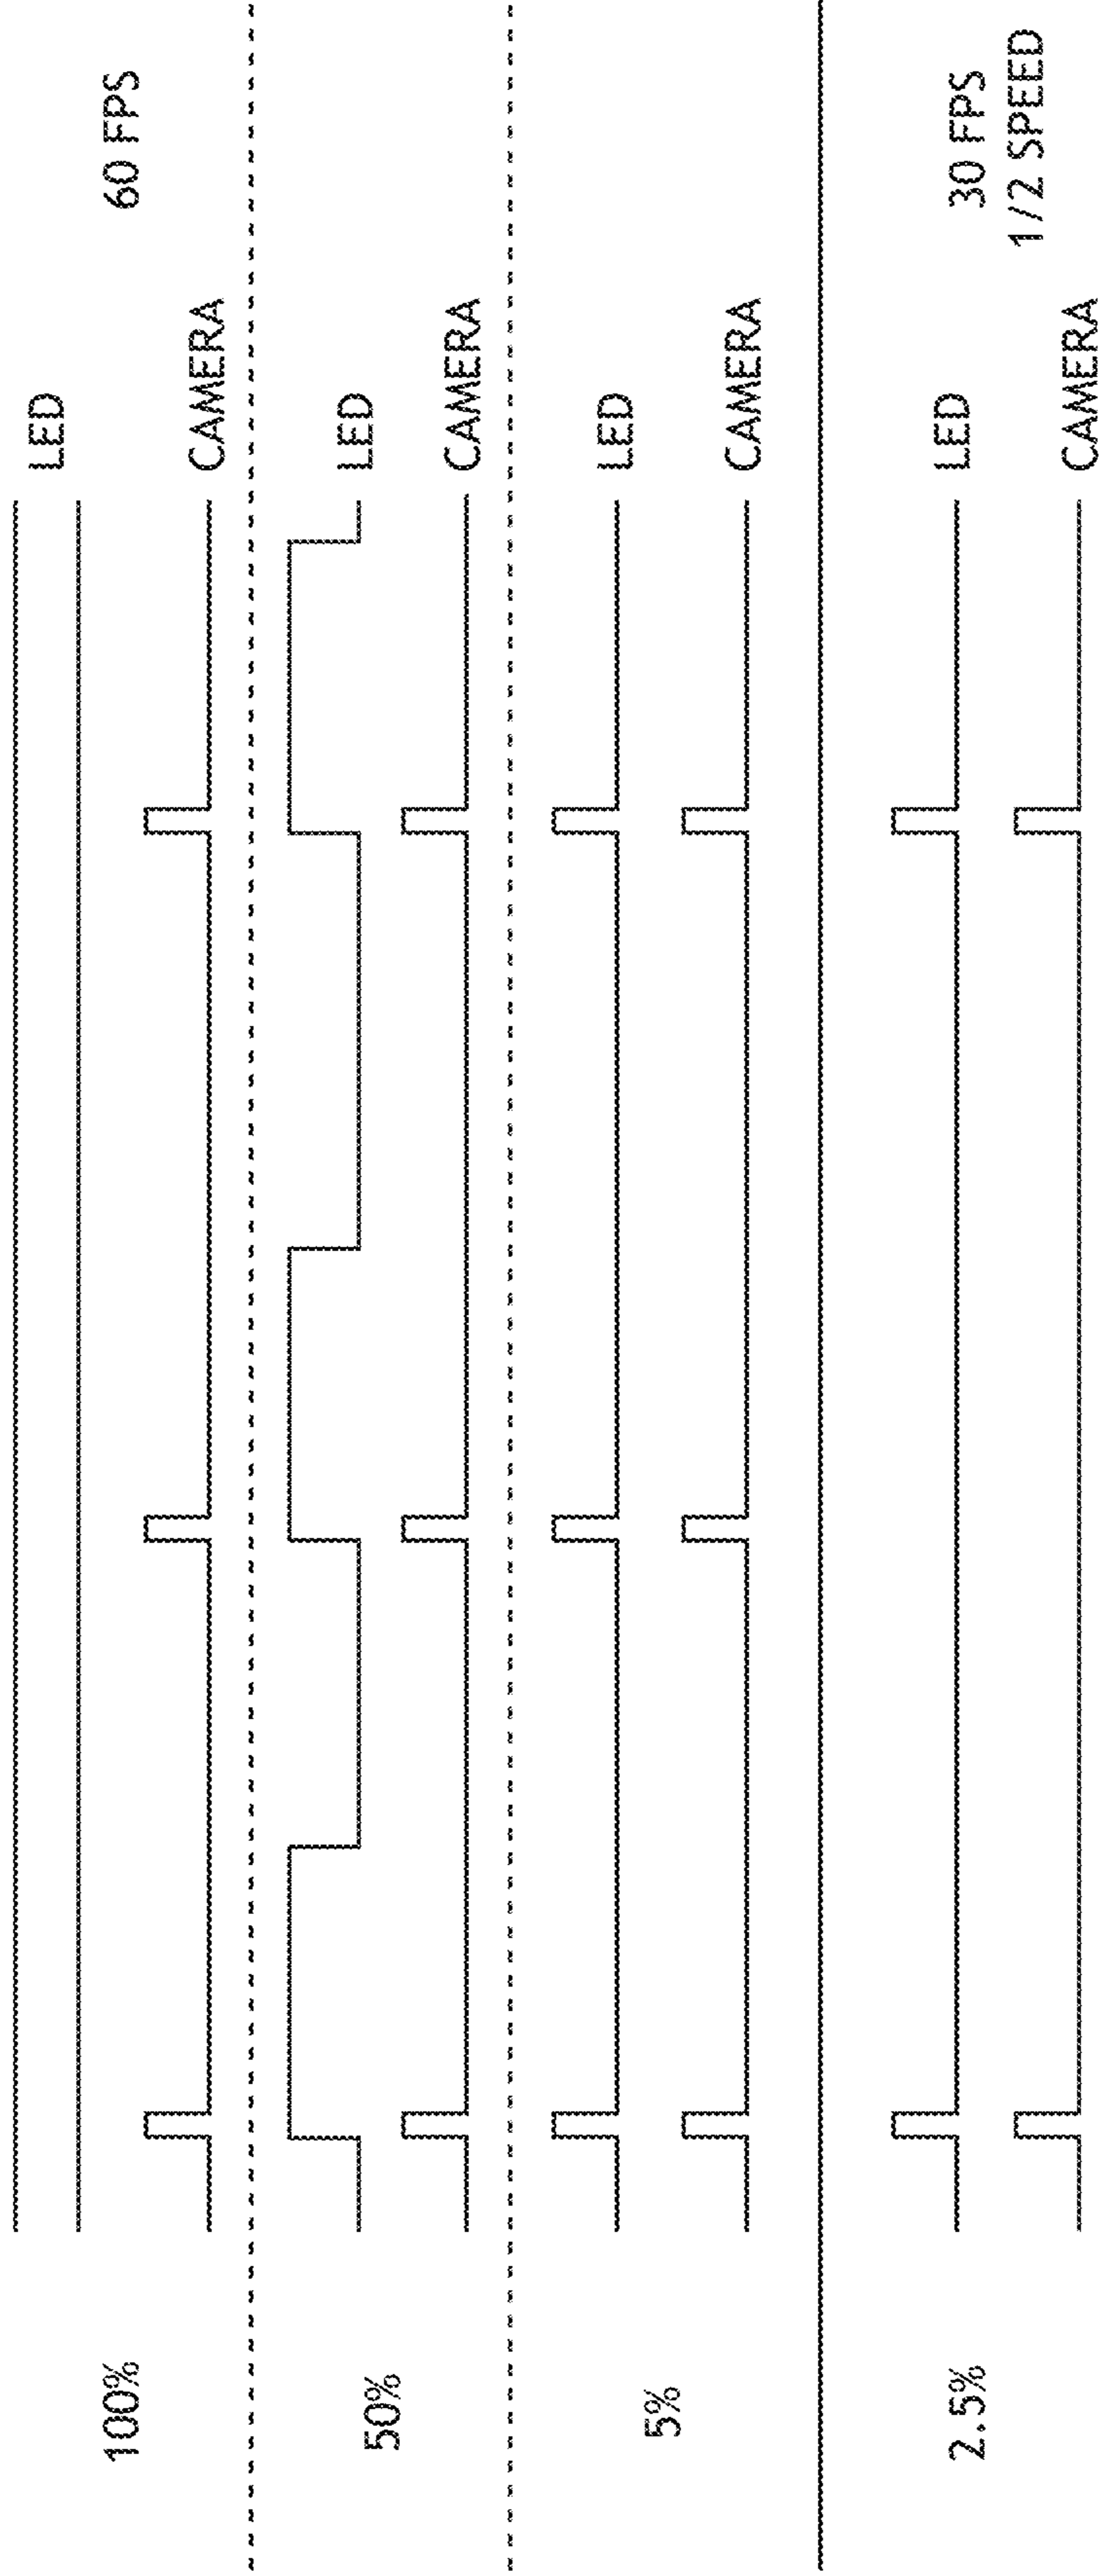 100%
LED
CAMERA
60 FPS
50%
LED
CAMERA
5%
LED
CAMERA
2.5%
LED
CAMERA
30 FPS
1/2 SPEED